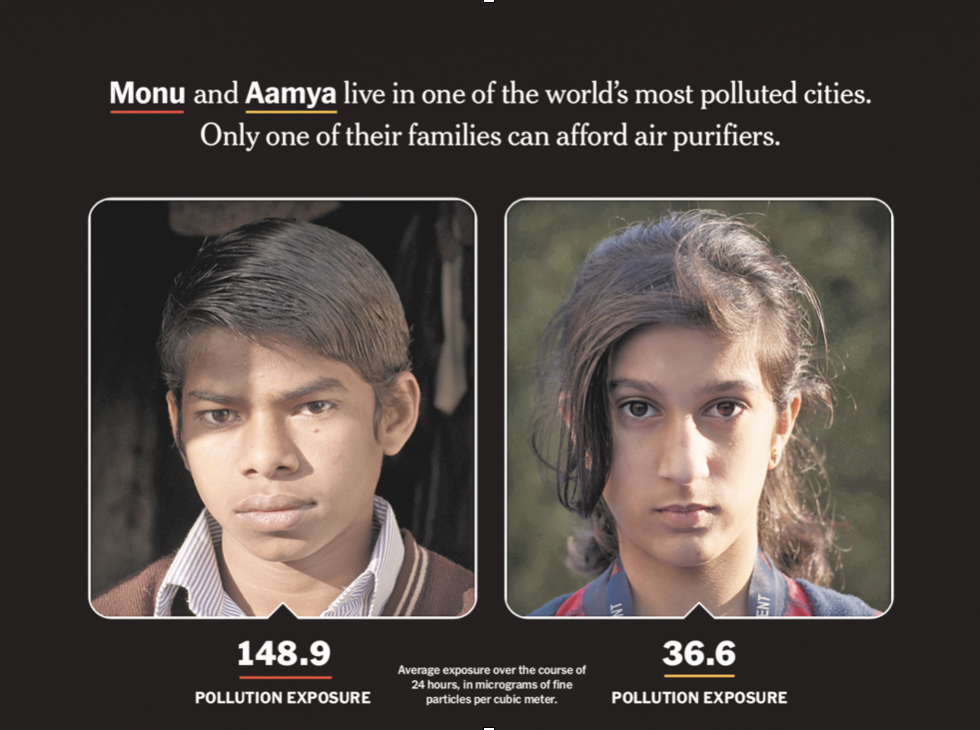 Monu and Aamya live in one of the world’s most polluted cities.
Only one of their families can afford air purifiers.
ENT
148.9
POLLUTION EXPOSURE
Average exposure over the course of
24 hours, in micrograms of fine
particles per cubic meter.
36.6
POLLUTION EXPOSURE